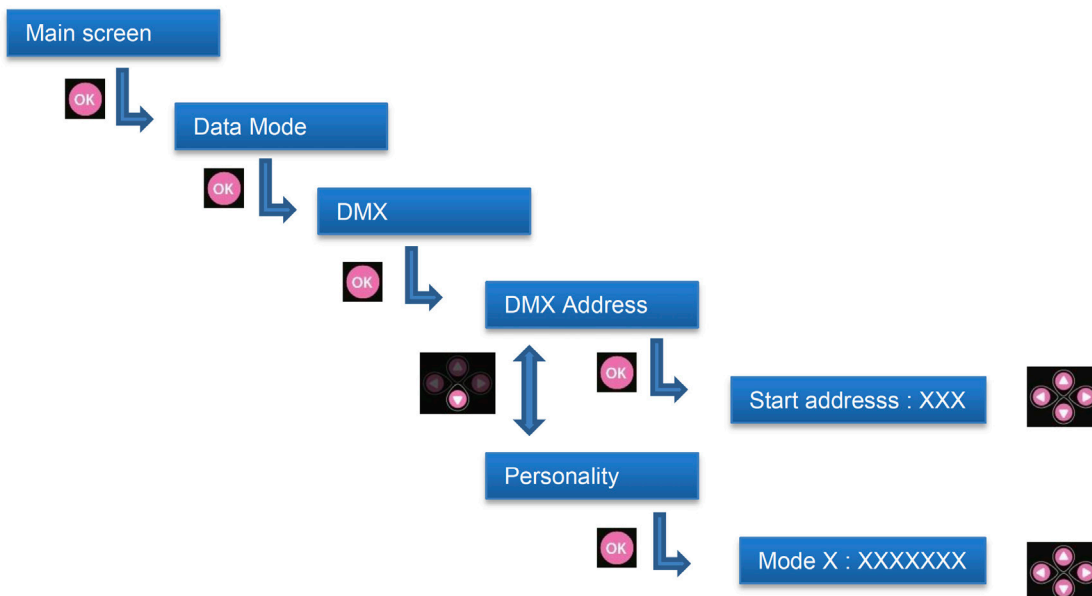 Main screen
OK
Data Mode
OK
DMX
OK
DMX Address
OK
Start addresss : XXX
Personality
OK
Mode X : XXXXXXX